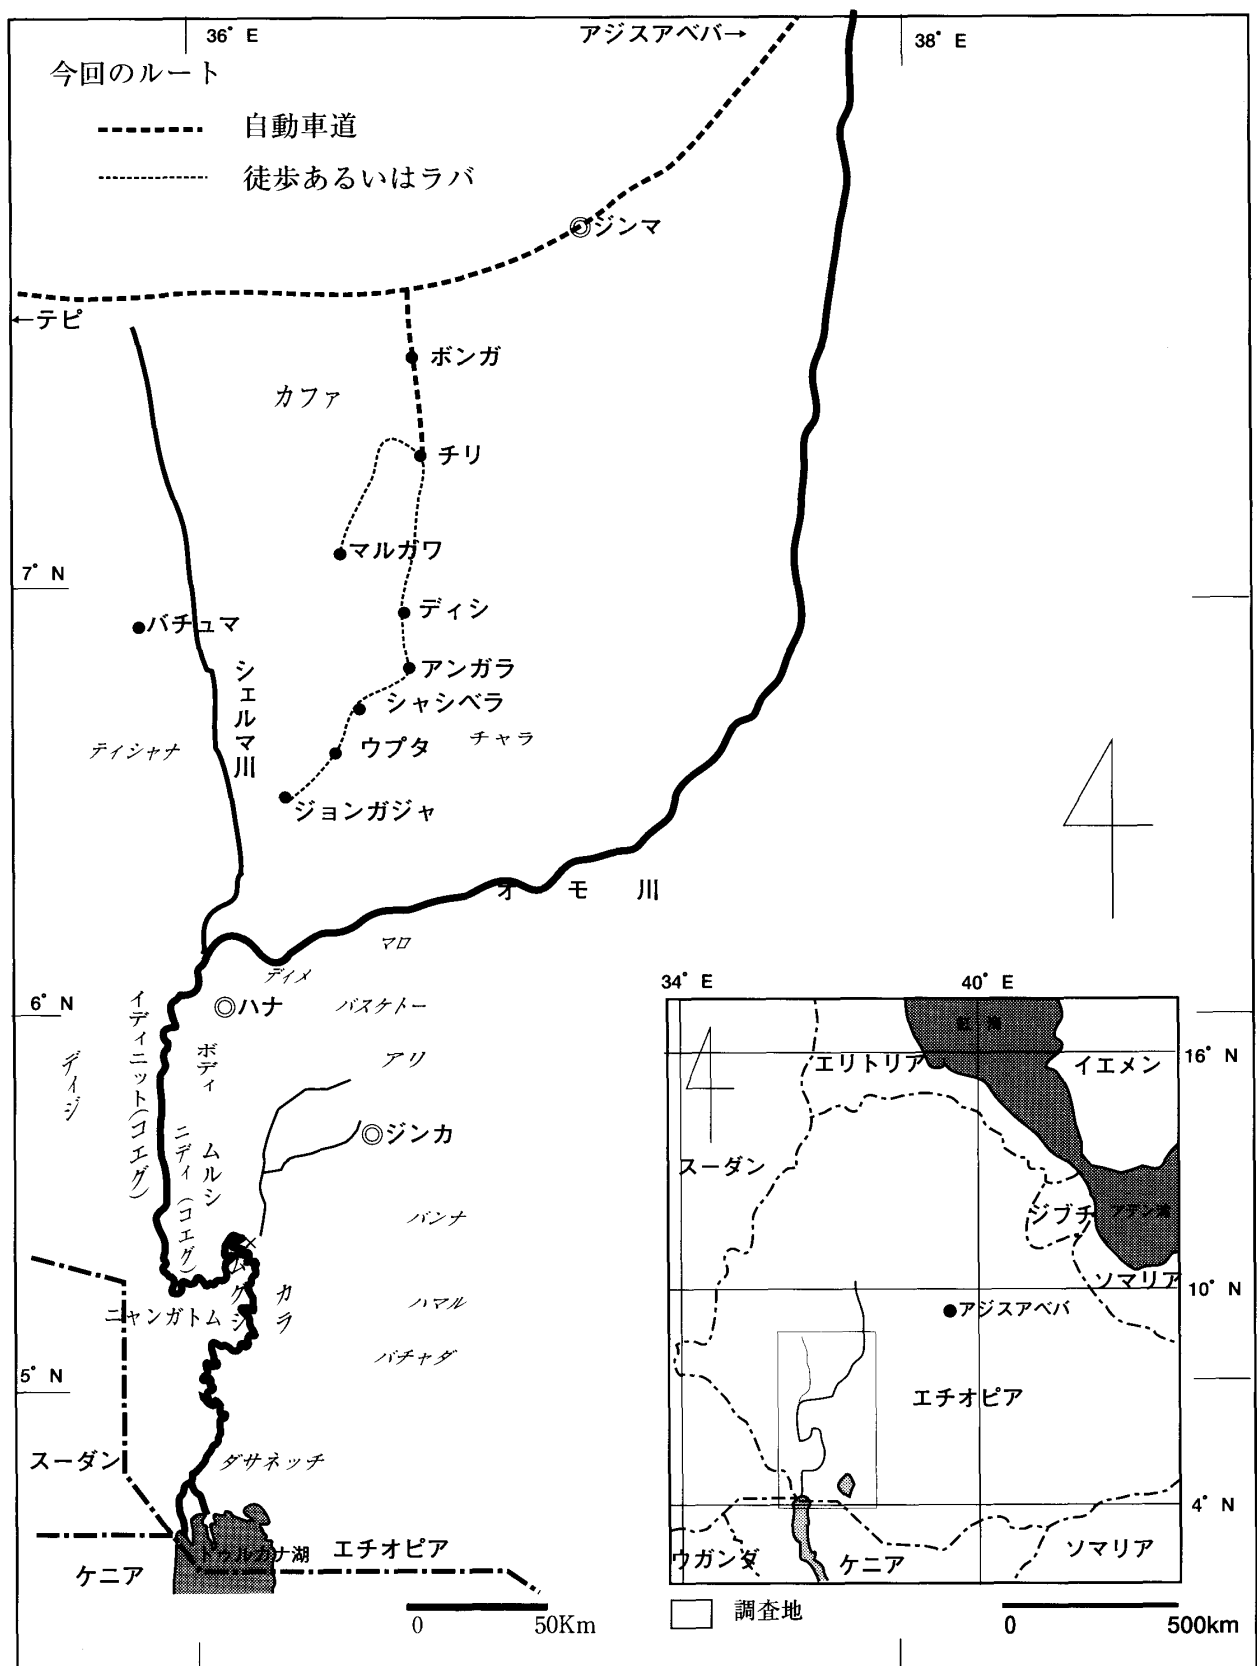 36° E
アジスアベバ→
38° E
今回のルート
自動車道
徒歩あるいはラバ
ジンマ
←テピ
ボンガ
カファ
チリ
マルガワ
7° N
ディシ
バチュマ
アンガラ
シェルマ川
シャシベラ
ティシャナ
ウプタ
チャラ
ジョンガジャ
オモ川
マロ
ディメ
6° N
ハナ
バスケトー
イディニット(コエグ)
ボディ
アリ
ディジ
ジンカ
ニディ(コエグ)
ムルシ
バンナ
ムグジ
カラ
ハマル
ニャンガトム
バチャダ
5° N
スーダン
ダサネッチ
トゥルカナ湖
エチオピア
ケニア
0
50Km
34° E
40° E
紅海
16° N
エリトリア
イエメン
スーダン
ジブチ
アデン湾
ソマリア
10° N
アジスアベバ
エチオピア
4° N
ウガンダ
ケニア
ソマリア
調査地
0
500km